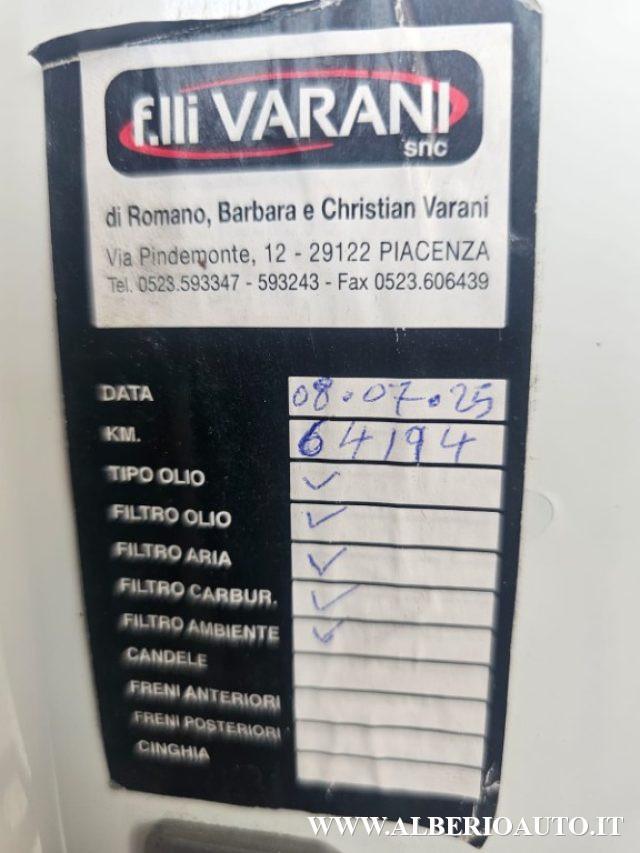 f.lli VARANI
snc
di Romano, Barbara e Christian Varani
Via Pindemonte, 12 - 29122 PIACENZA
Tel. 0523.593347 - 593243 - Fax 0523.606439
DATA 08.07.25
KM. 64194
TIPO OLIO ✓
FILTRO OLIO ✓
FILTRO ARIA ✓
FILTRO CARBUR. ✓
FILTRO AMBIENTE ✓
CANDELE
FRENI ANTERIORI
FRENI POSTERIORI
CINGHIA
WWW.ALBERIOAUTO.IT